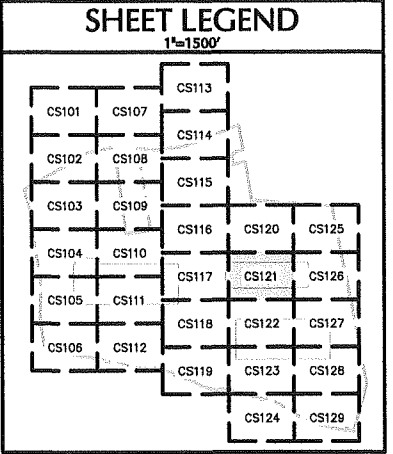 SHEET LEGEND
1"=1500'
CS113
CS101 CS107
CS114
CS102 CS108
CS115
CS103 CS109
CS116 CS120 CS125
CS104 CS110
CS117 CS121 CS126
CS105 CS111
CS118 CS122 CS127
CS106 CS112
CS119 CS123 CS128
CS124 CS129